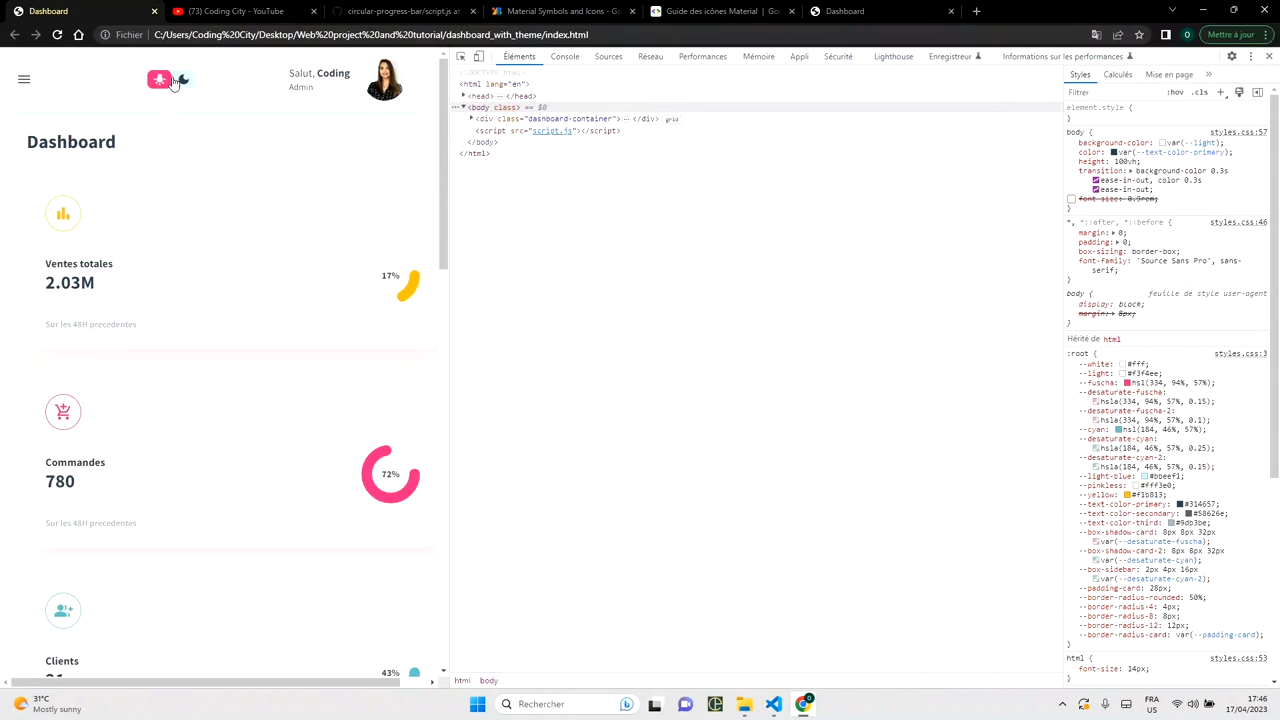 Dashboard
(73) Coding City - YouTube
circular-progress-bar/script.js at
Material Symbols and Icons - Goo
Guide des icônes Material | Goo
Dashboard
Fichier
C:/Users/Coding%20City/Desktop/Web%20project%20and%20tutorial/dashboard_with_theme/index.html
Mettre à jour
Éléments
Console
Sources
Réseau
Performances
Mémoire
Appli
Sécurité
Lighthouse
Enregistreur
Informations sur les performances
Salut, Coding
Admin
Dashboard
Ventes totales
2.03M
17%
Sur les 48H precedentes
Commandes
780
72%
Sur les 48H precedentes
Clients
43%
<!DOCTYPE html>
<html lang="en">
<head> … </head>
<body class> == $0
<div class="dashboard-container"> … </div> grid
<script src="script.js"></script>
</body>
</html>
html body
Styles
Calculés
Mise en page
Filtrer
:hov .cls
element.style {
}
body { styles.css:57
background-color: var(--light);
color: var(--text-color-primary);
height: 100vh;
transition: background-color 0.3s
ease-in-out, color 0.3s
ease-in-out;
font-size: 0.9rem;
}
*, *::after, *::before { styles.css:46
margin: 0;
padding: 0;
box-sizing: border-box;
font-family: 'Source Sans Pro', sans-
serif;
}
body { feuille de style user-agent
display: block;
margin: 8px;
}
Hérité de html
:root { styles.css:3
--white: #fff;
--light: #f3f4ee;
--fuscha: hsl(334, 94%, 57%);
--desaturate-fuscha:
hsla(334, 94%, 57%, 0.15);
--desaturate-fuscha-2:
hsla(334, 94%, 57%, 0.1);
--cyan: hsl(184, 46%, 57%);
--desaturate-cyan:
hsla(184, 46%, 57%, 0.25);
--desaturate-cyan-2:
hsla(184, 46%, 57%, 0.15);
--light-blue: #bbeef1;
--pinkless: #fff3e0;
--yellow: #f1b813;
--text-color-primary: #314657;
--text-color-secondary: #58626e;
--text-color-third: #9db3be;
--box-shadow-card: 8px 8px 32px
var(--desaturate-fuscha);
--box-shadow-card-2: 8px 8px 32px
var(--desaturate-cyan);
--box-sidebar: 2px 4px 16px
var(--desaturate-cyan-2);
--padding-card: 28px;
--border-radius-rounded: 50%;
--border-radius-4: 4px;
--border-radius-8: 8px;
--border-radius-12: 12px;
--border-radius-card: var(--padding-card);
}
html { styles.css:53
font-size: 14px;
}
31°C
Mostly sunny
Rechercher
FRA
US
17:46
17/04/2023